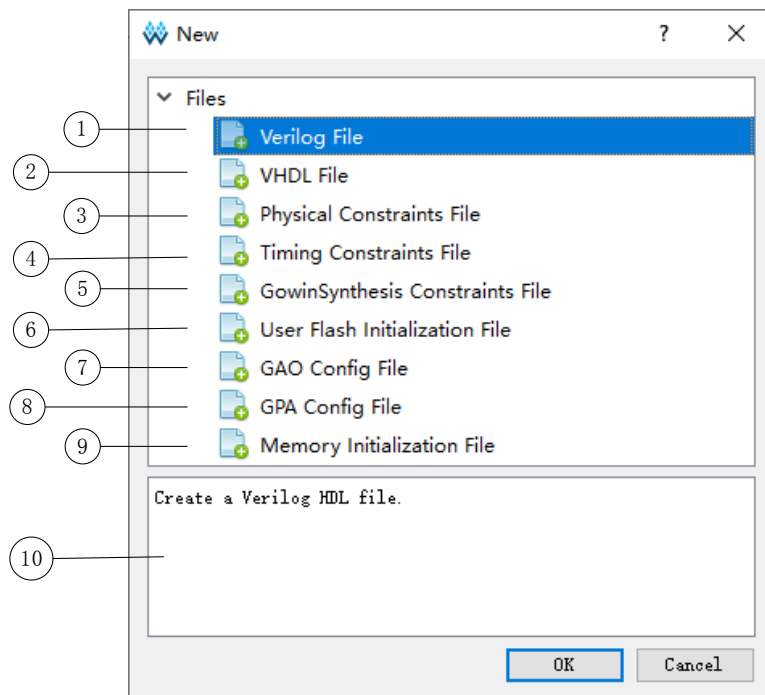 New
?
Files
1
Verilog File
2
VHDL File
3
Physical Constraints File
4
Timing Constraints File
5
GowinSynthesis Constraints File
6
User Flash Initialization File
7
GAO Config File
8
GPA Config File
9
Memory Initialization File
Create a Verilog HDL file.
10
OK Cancel